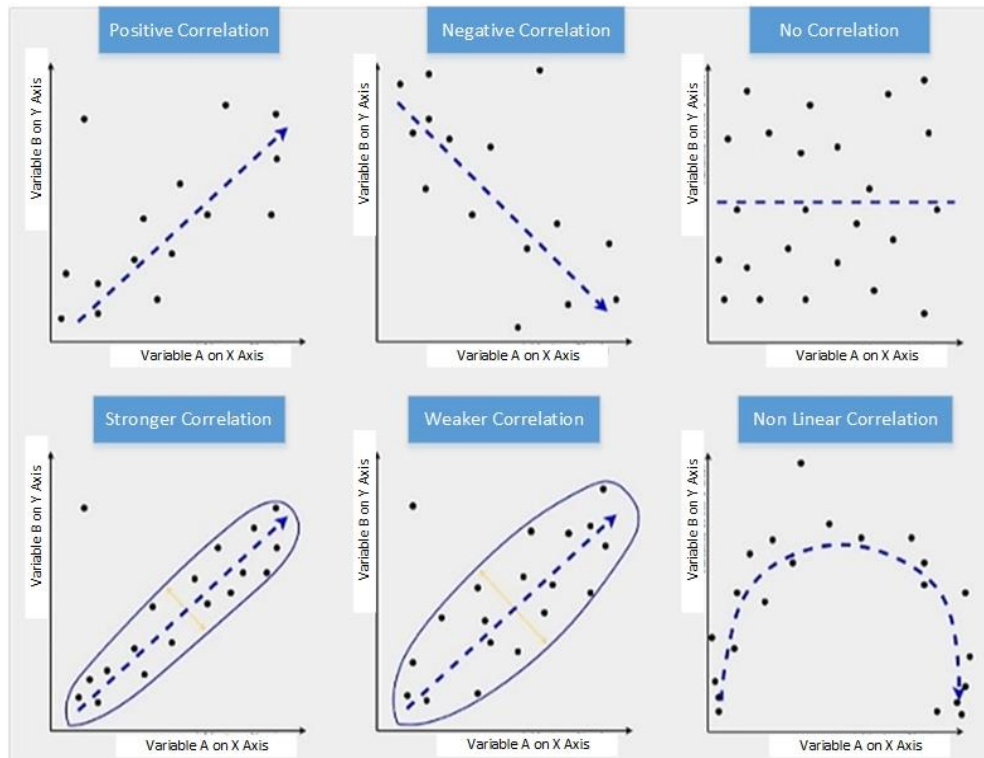 Positive Correlation
Negative Correlation
No Correlation
Variable B on Y Axis
Variable B on Y Axis
Variable B on Y Axis
Variable A on X Axis
Variable A on X Axis
Variable A on X Axis
Stronger Correlation
Weaker Correlation
Non Linear Correlation
Variable B on Y Axis
Variable B on Y Axis
Variable B on Y Axis
Variable A on X Axis
Variable A on X Axis
Variable A on X Axis